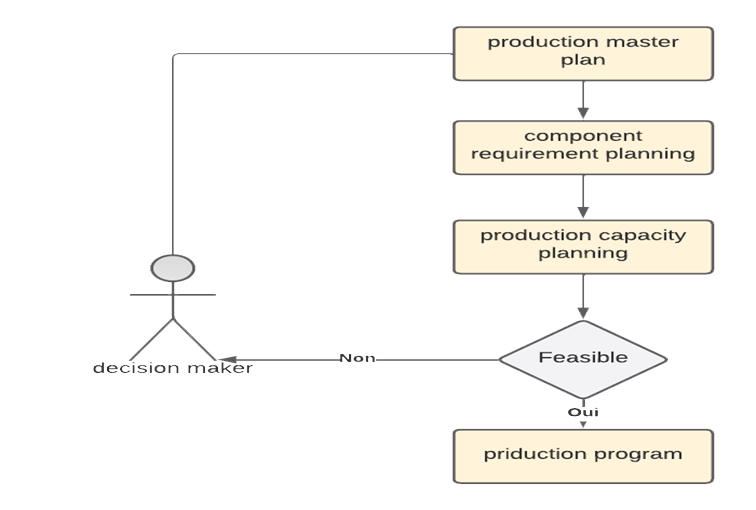 production master
plan
component
requirement planning
production capacity
planning
Feasible
Non
decision maker
Oui
priduction program